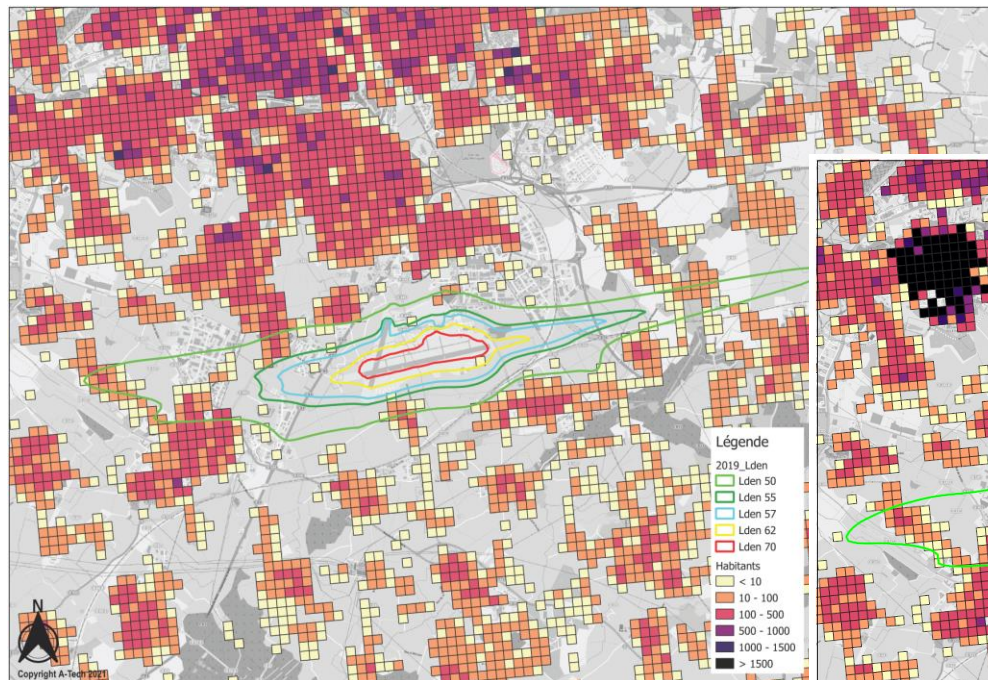 Légende
2019_Lden
Lden 50
Lden 55
Lden 57
Lden 62
Lden 70
Habitants
< 10
10 - 100
100 - 500
500 - 1000
1000 - 1500
> 1500
N
Copyright A-Tech 2021